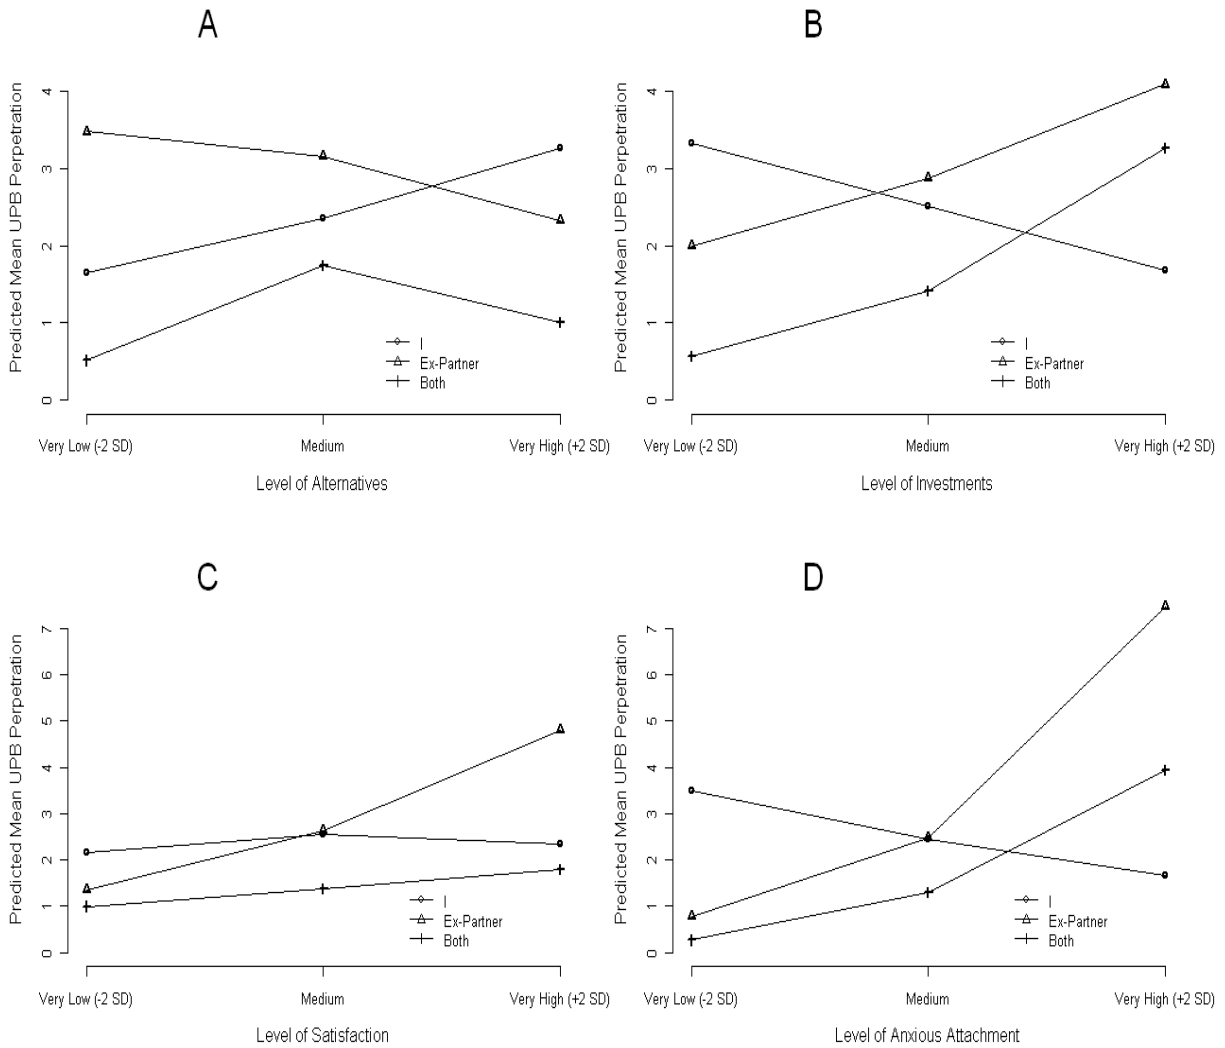 A
Predicted Mean UPB Perpetration
4
3
2
1
0
I
Ex-Partner
Both
Very Low (-2 SD) Medium Very High (+2 SD)
Level of Alternatives
B
Predicted Mean UPB Perpetration
4
3
2
1
0
I
Ex-Partner
Both
Very Low (-2 SD) Medium Very High (+2 SD)
Level of Investments
C
Predicted Mean UPB Perpetration
7
6
5
4
3
2
1
0
I
Ex-Partner
Both
Very Low (-2 SD) Medium Very High (+2 SD)
Level of Satisfaction
D
Predicted Mean UPB Perpetration
7
6
5
4
3
2
1
0
I
Ex-Partner
Both
Very Low (-2 SD) Medium Very High (+2 SD)
Level of Anxious Attachment